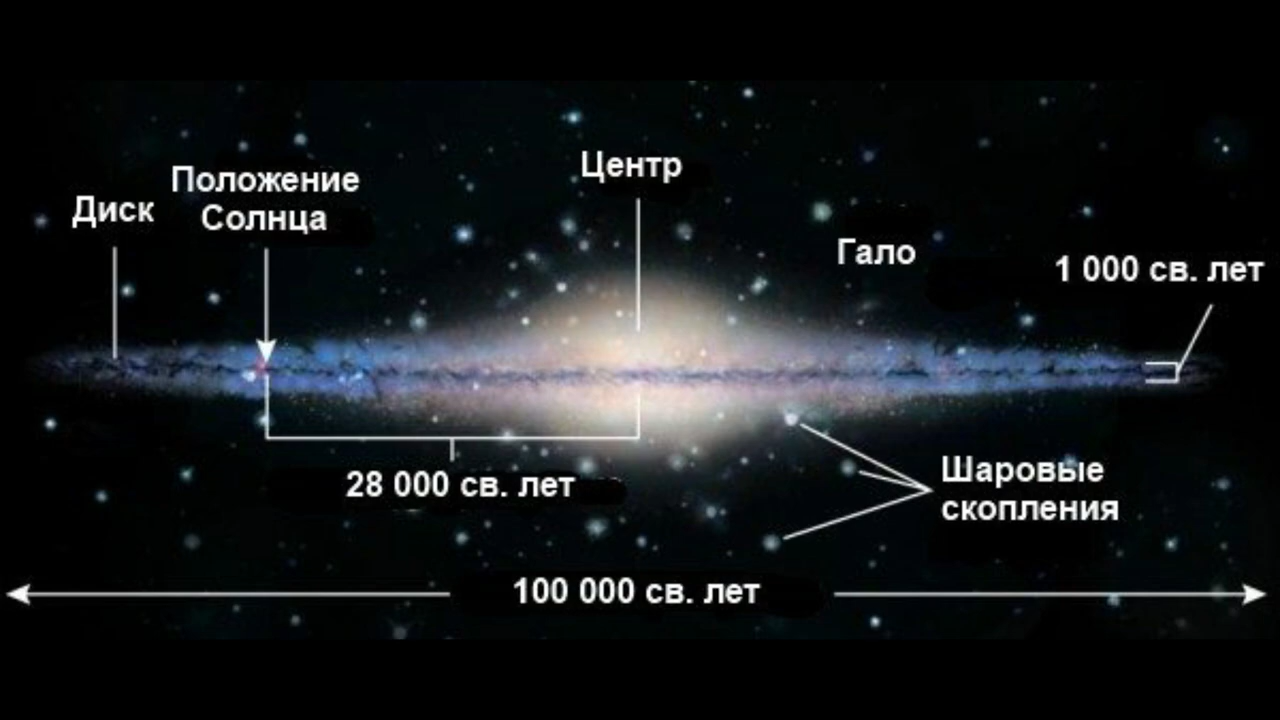 Центр
Положение
Солнца
Диск
Гало
1 000 св. лет
28 000 св. лет
Шаровые
скопления
100 000 св. лет